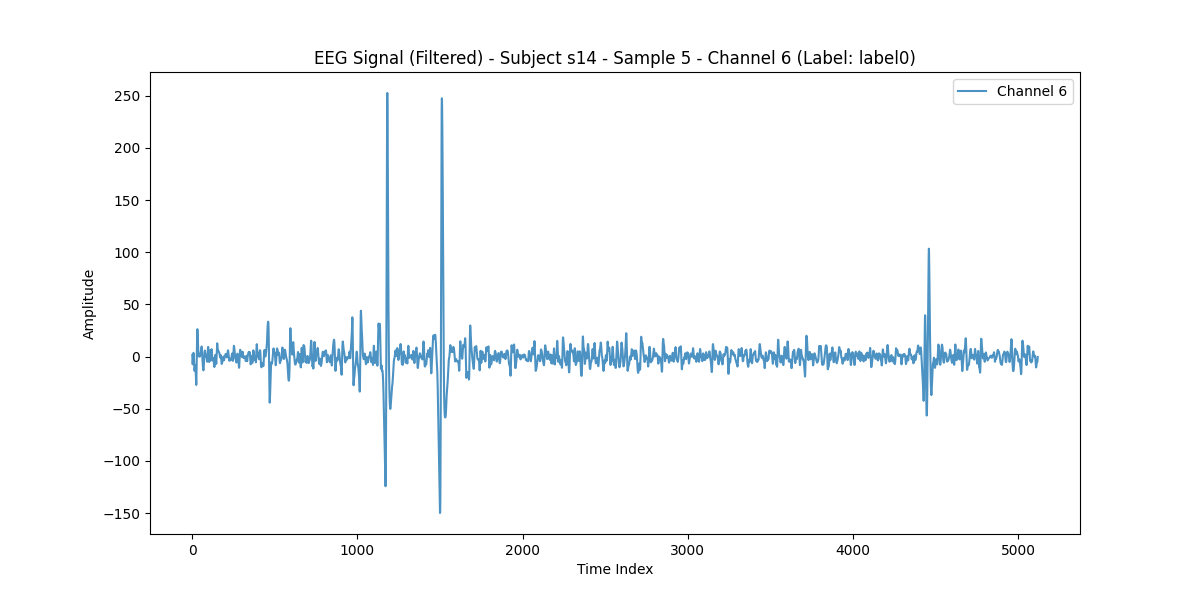 EEG Signal (Filtered) - Subject s14 - Sample 5 - Channel 6 (Label: label0)
Channel 6
250
200
150
100
50
0
−50
−100
−150
Amplitude
0 1000 2000 3000 4000 5000
Time Index